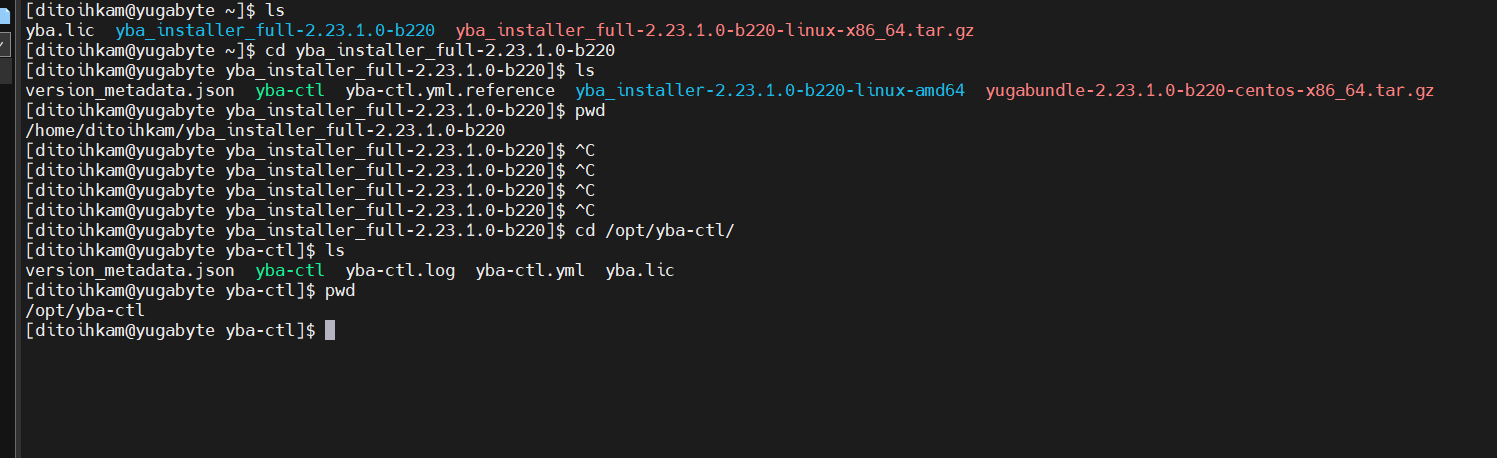 [ditoihkam@yugabyte ~]$ ls
yba.lic  yba_installer_full-2.23.1.0-b220  yba_installer_full-2.23.1.0-b220-linux-x86_64.tar.gz
[ditoihkam@yugabyte ~]$ cd yba_installer_full-2.23.1.0-b220
[ditoihkam@yugabyte yba_installer_full-2.23.1.0-b220]$ ls
version_metadata.json  yba-ctl  yba-ctl.yml.reference  yba_installer-2.23.1.0-b220-linux-amd64  yugabundle-2.23.1.0-b220-centos-x86_64.tar.gz
[ditoihkam@yugabyte yba_installer_full-2.23.1.0-b220]$ pwd
/home/ditoihkam/yba_installer_full-2.23.1.0-b220
[ditoihkam@yugabyte yba_installer_full-2.23.1.0-b220]$ ^C
[ditoihkam@yugabyte yba_installer_full-2.23.1.0-b220]$ ^C
[ditoihkam@yugabyte yba_installer_full-2.23.1.0-b220]$ ^C
[ditoihkam@yugabyte yba_installer_full-2.23.1.0-b220]$ ^C
[ditoihkam@yugabyte yba_installer_full-2.23.1.0-b220]$ cd /opt/yba-ctl/
[ditoihkam@yugabyte yba-ctl]$ ls
version_metadata.json  yba-ctl  yba-ctl.log  yba-ctl.yml  yba.lic
[ditoihkam@yugabyte yba-ctl]$ pwd
/opt/yba-ctl
[ditoihkam@yugabyte yba-ctl]$